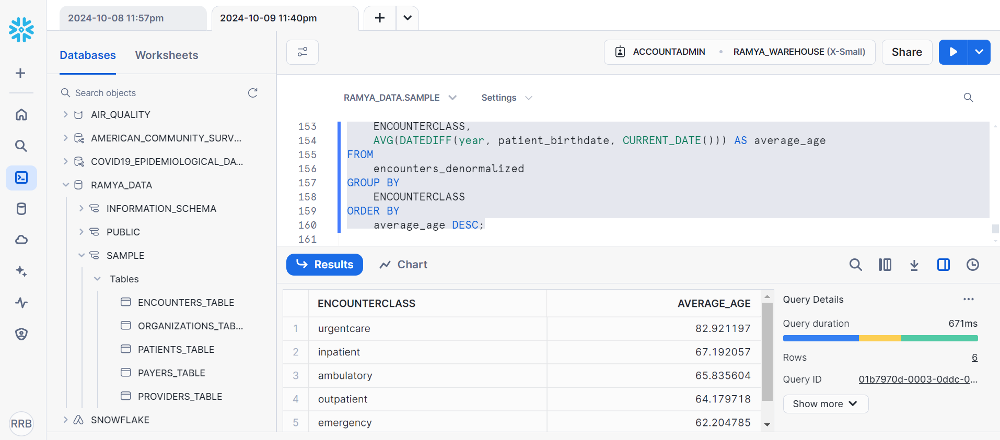 2024-10-08 11:57pm
2024-10-09 11:40pm
Databases
Worksheets
ACCOUNTADMIN
RAMYA_WAREHOUSE (X-Small)
Share
Search objects
AIR_QUALITY
AMERICAN_COMMUNITY_SURV...
COVID19_EPIDEMIOLOGICAL_DA...
RAMYA_DATA
INFORMATION_SCHEMA
PUBLIC
SAMPLE
Tables
ENCOUNTERS_TABLE
ORGANIZATIONS_TAB...
PATIENTS_TABLE
PAYERS_TABLE
PROVIDERS_TABLE
SNOWFLAKE
RRB
RAMYA_DATA.SAMPLE
Settings
153 ENCOUNTERCLASS,
154 AVG(DATEDIFF(year, patient_birthdate, CURRENT_DATE())) AS average_age
155 FROM
156 encounters_denormalized
157 GROUP BY
158 ENCOUNTERCLASS
159 ORDER BY
160 average_age DESC;
161
Results
Chart
ENCOUNTERCLASS AVERAGE_AGE
1 urgentcare 82.921197
2 inpatient 67.192057
3 ambulatory 65.835604
4 outpatient 64.179718
5 emergency 62.204785
Query Details
Query duration 671ms
Rows 6
Query ID 01b7970d-0003-0ddc-0...
Show more